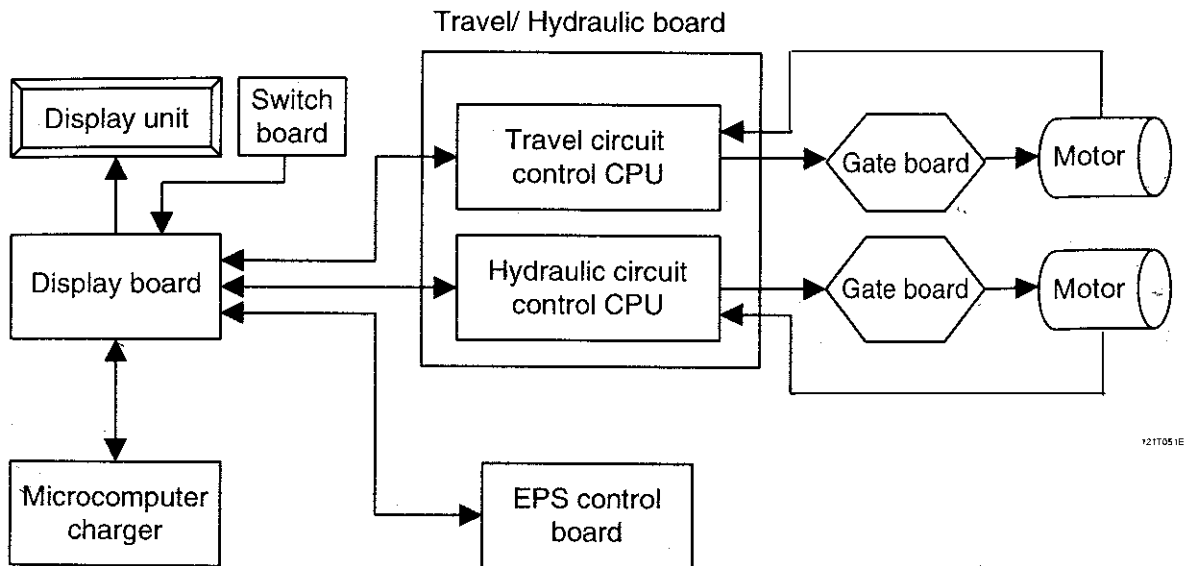 Travel/ Hydraulic board
Display unit
Switch
board
Travel circuit
control CPU
Gate board
Motor
Display board
Hydraulic circuit
control CPU
Gate board
Motor
Microcomputer
charger
EPS control
board